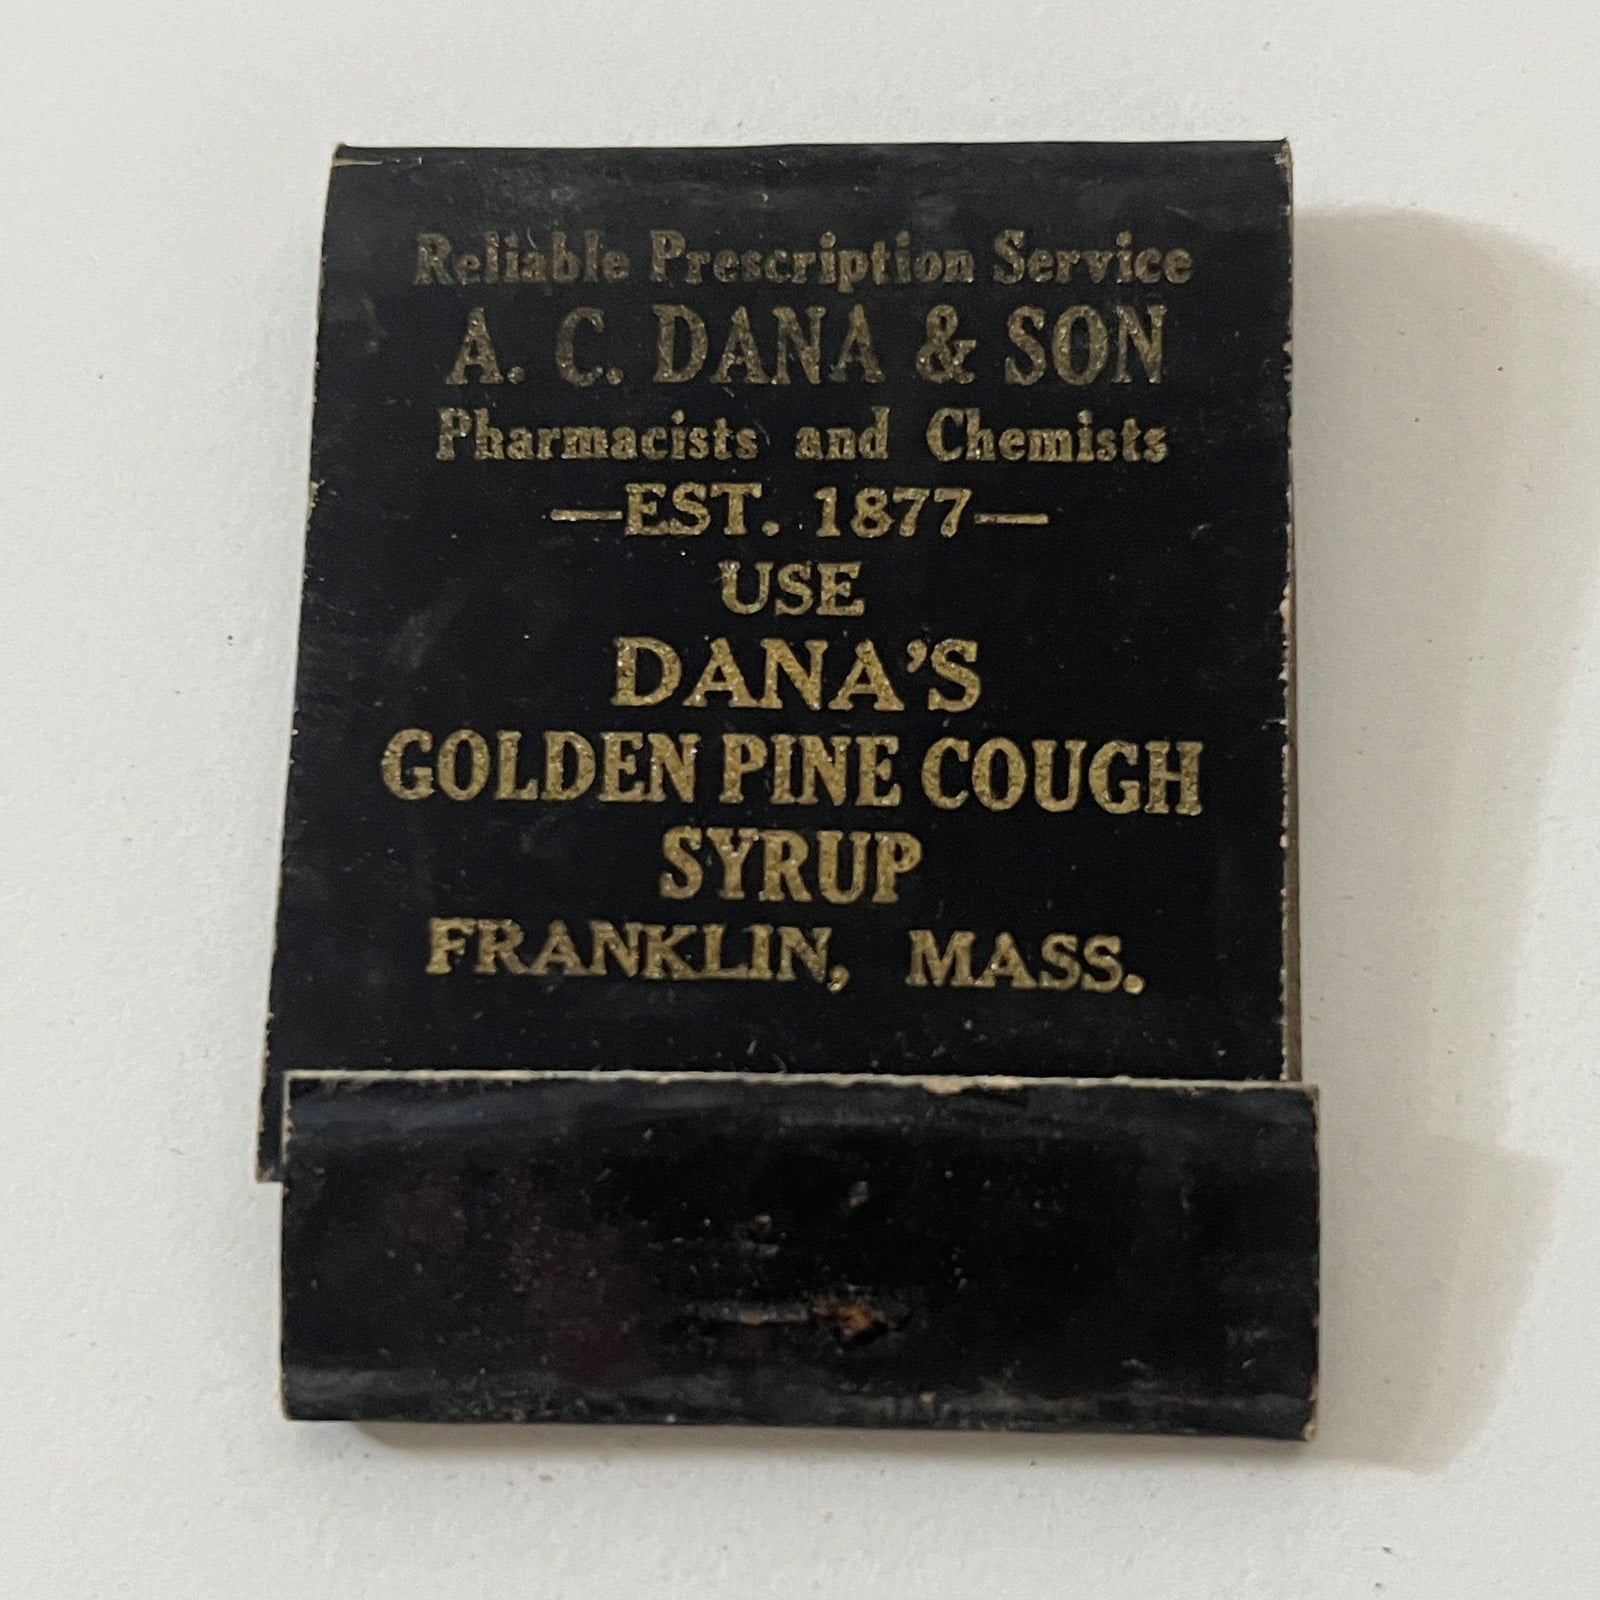 Reliable Prescription Service
A. C. DANA & SON
Pharmacists and Chemists
—EST. 1877—
USE
DANA'S
GOLDEN PINE COUGH
SYRUP
FRANKLIN, MASS.